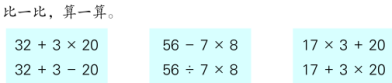 比一比，算一算。
32 + 3 × 20    56 − 7 × 8    17 × 3 + 20
32 + 3 − 20    56 ÷ 7 × 8    17 + 3 × 20